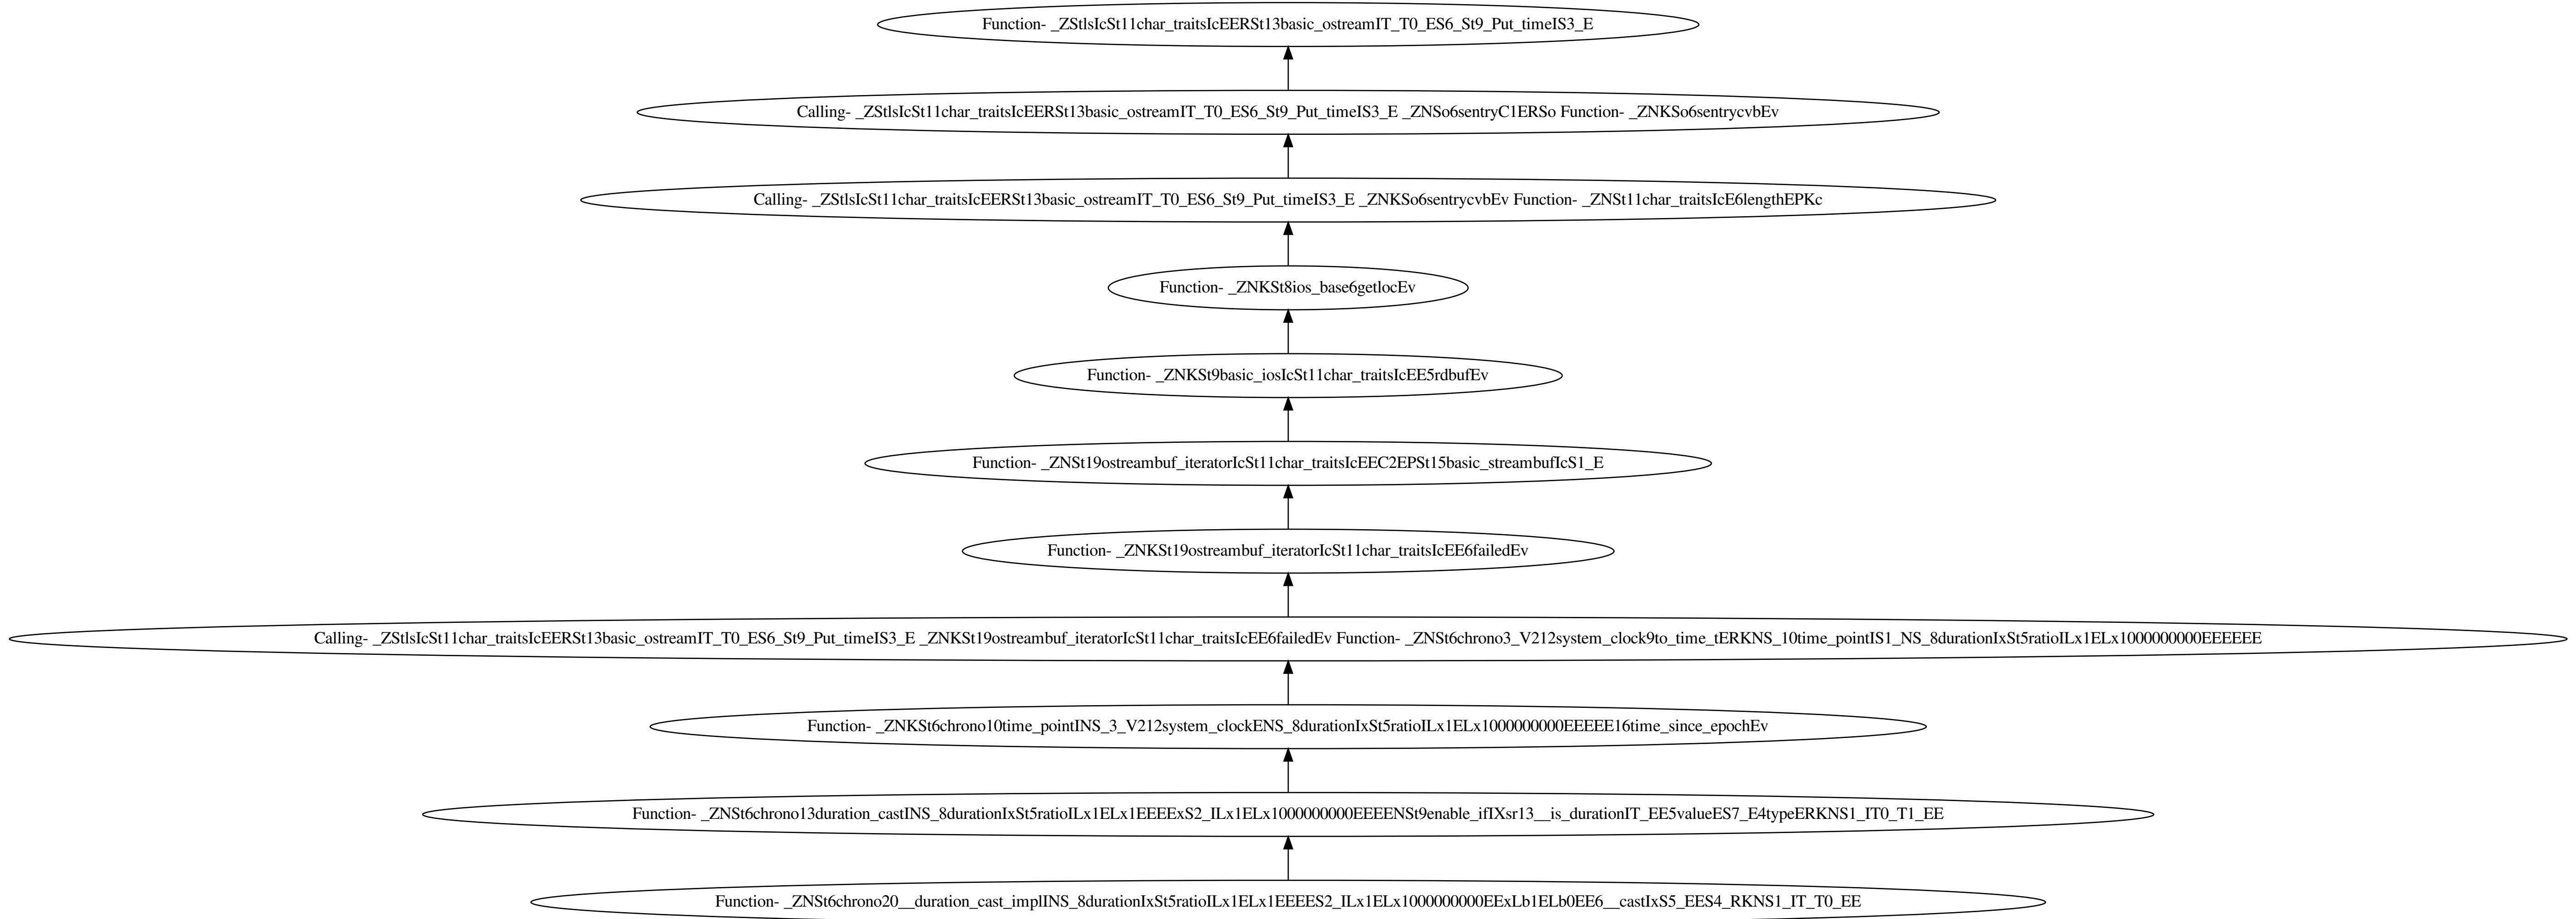 Function- _ZStlsIcSt11char_traitsIcEERSt13basic_ostreamIT_T0_ES6_St9_Put_timeIS3_E
Calling- _ZStlsIcSt11char_traitsIcEERSt13basic_ostreamIT_T0_ES6_St9_Put_timeIS3_E _ZNSo6sentryC1ERSo Function- _ZNKSo6sentrycvbEv
Calling- _ZStlsIcSt11char_traitsIcEERSt13basic_ostreamIT_T0_ES6_St9_Put_timeIS3_E _ZNKSo6sentrycvbEv Function- _ZNSt11char_traitsIcE6lengthEPKc
Function- _ZNKSt8ios_base6getlocEv
Function- _ZNKSt9basic_iosIcSt11char_traitsIcEE5rdbufEv
Function- _ZNSt19ostreambuf_iteratorIcSt11char_traitsIcEEC2EPSt15basic_streambufIcS1_E
Function- _ZNKSt19ostreambuf_iteratorIcSt11char_traitsIcEE6failedEv
Calling- _ZStlsIcSt11char_traitsIcEERSt13basic_ostreamIT_T0_ES6_St9_Put_timeIS3_E _ZNKSt19ostreambuf_iteratorIcSt11char_traitsIcEE6failedEv Function- _ZNSt6chrono3_V212system_clock9to_time_tERKNS_10time_pointIS1_NS_8durationIxSt5ratioILx1ELx1000000000EEEEEE
Function- _ZNKSt6chrono10time_pointINS_3_V212system_clockENS_8durationIxSt5ratioILx1ELx1000000000EEEEE16time_since_epochEv
Function- _ZNSt6chrono13duration_castINS_8durationIxSt5ratioILx1ELx1EEEExS2_ILx1ELx1000000000EEEENSt9enable_ifIXsr13__is_durationIT_EE5valueES7_E4typeERKNS1_IT0_T1_EE
Function- _ZNSt6chrono20__duration_cast_implINS_8durationIxSt5ratioILx1ELx1EEEES2_ILx1ELx1000000000EExLb1ELb0EE6__castIxS5_EES4_RKNS1_IT_T0_EE